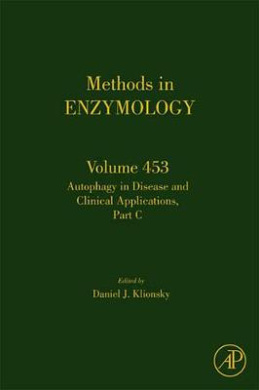 Methods in
ENZYMOLOGY
Volume 453
Autophagy in Disease and
Clinical Applications,
Part C
Edited by
Daniel J. Klionsky
AP